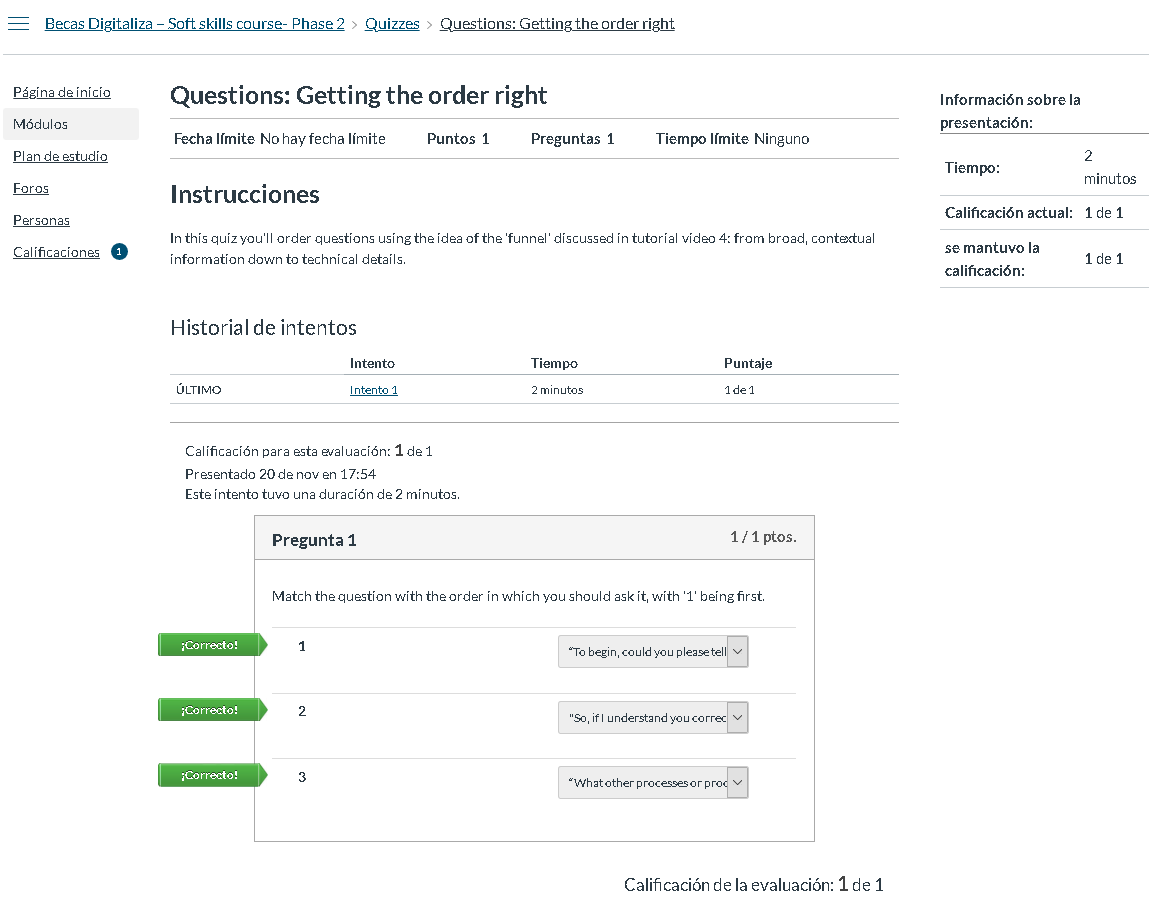 Becas Digitaliza – Soft skills course- Phase 2 > Quizzes > Questions: Getting the order right
Página de inicio
Módulos
Plan de estudio
Foros
Personas
Calificaciones 1
Questions: Getting the order right
Fecha límite No hay fecha límite Puntos 1 Preguntas 1 Tiempo límite Ninguno
Instrucciones
In this quiz you'll order questions using the idea of the 'funnel' discussed in tutorial video 4: from broad, contextual
information down to technical details.
Historial de intentos
Intento Tiempo Puntaje
ÚLTIMO Intento 1 2 minutos 1 de 1
Calificación para esta evaluación: 1 de 1
Presentado 20 de nov en 17:54
Este intento tuvo una duración de 2 minutos.
Pregunta 1 1 / 1 ptos.
Match the question with the order in which you should ask it, with '1' being first.
¡Correcto! 1 “To begin, could you please tell
¡Correcto! 2 "So, if I understand you correc
¡Correcto! 3 “What other processes or proc
Calificación de la evaluación: 1 de 1
Información sobre la
presentación:
Tiempo: 2
minutos
Calificación actual: 1 de 1
se mantuvo la
calificación: 1 de 1